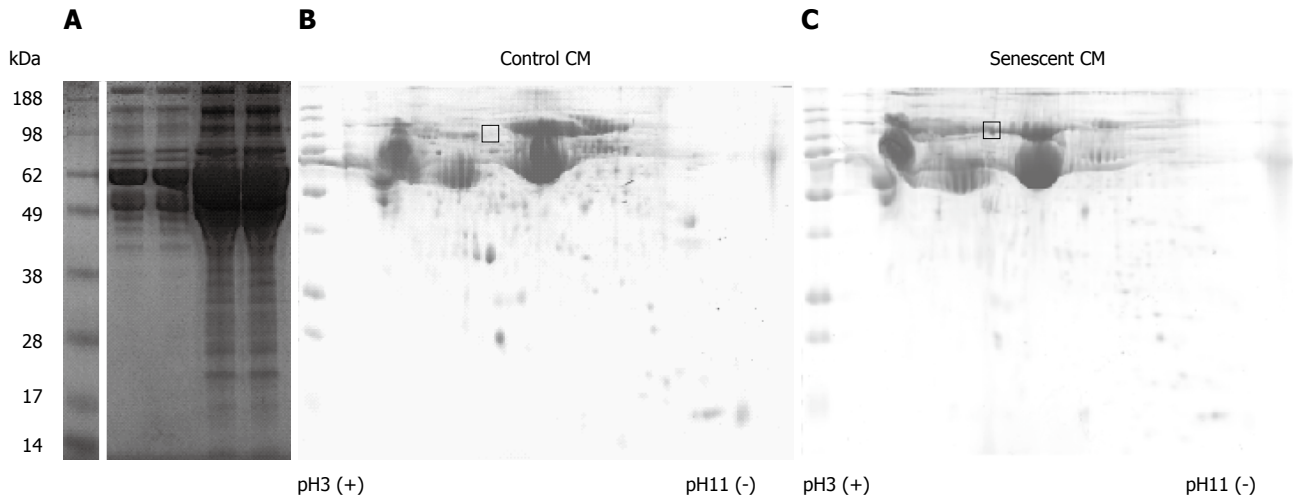 A
B
C
kDa
Control CM
Senescent CM
188
98
62
49
38
28
17
14
pH3 (+)
pH11 (-)
pH3 (+)
pH11 (-)